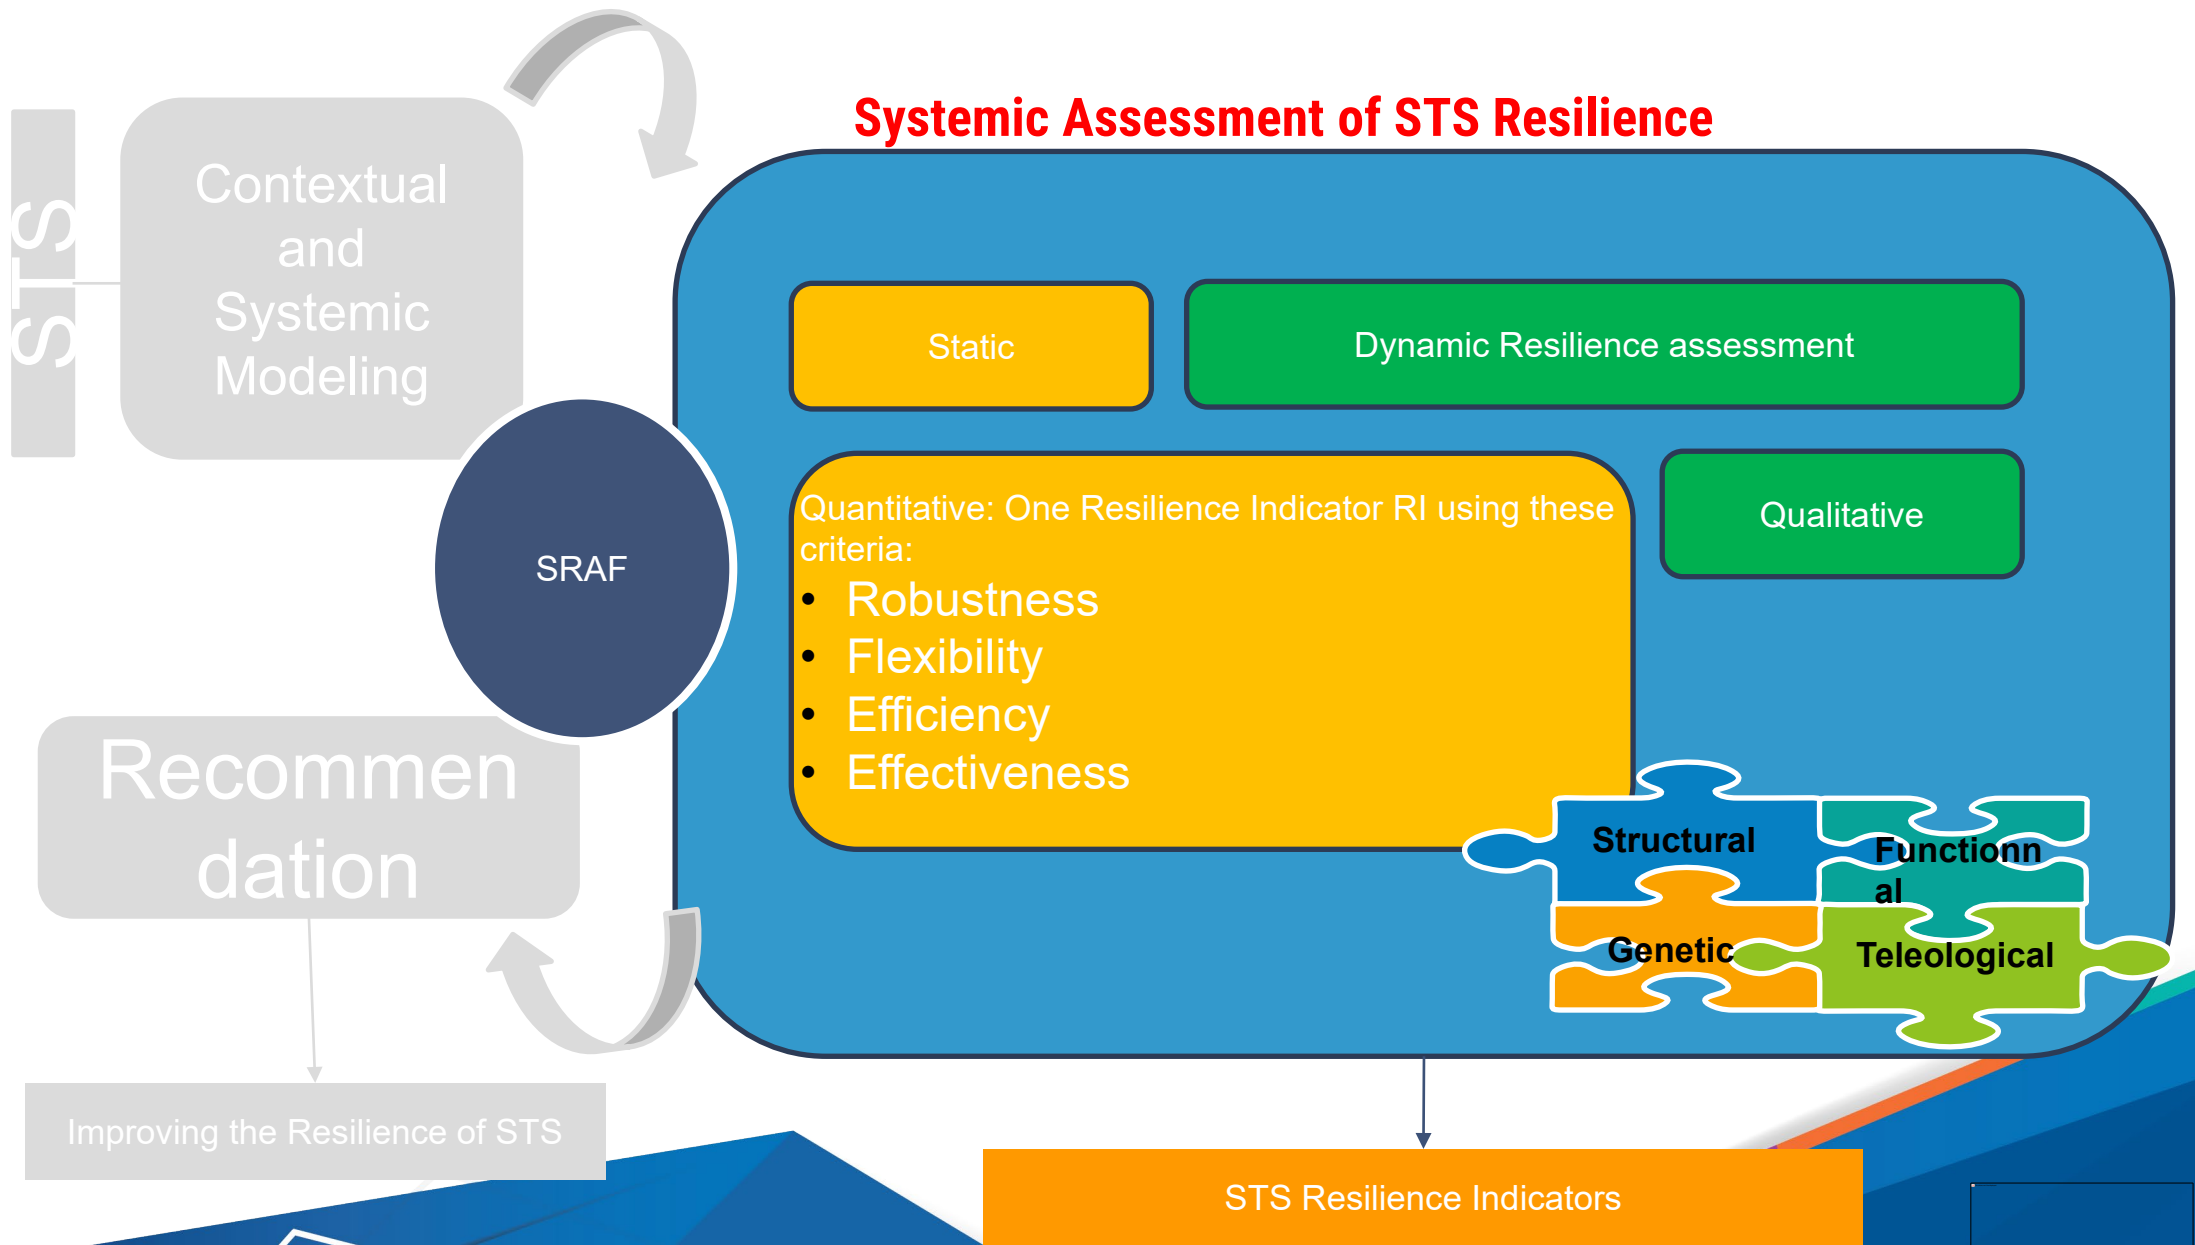 Systemic Assessment of STS Resilience
STS
Contextual
and
Systemic
Modeling
Static
Dynamic Resilience assessment
Quantitative: One Resilience Indicator RI using these
criteria:
• Robustness
• Flexibility
• Efficiency
• Effectiveness
Qualitative
SRAF
Recommen
dation
Structural
Functionn
al
Genetic
Teleological
Improving the Resilience of STS
STS Resilience Indicators